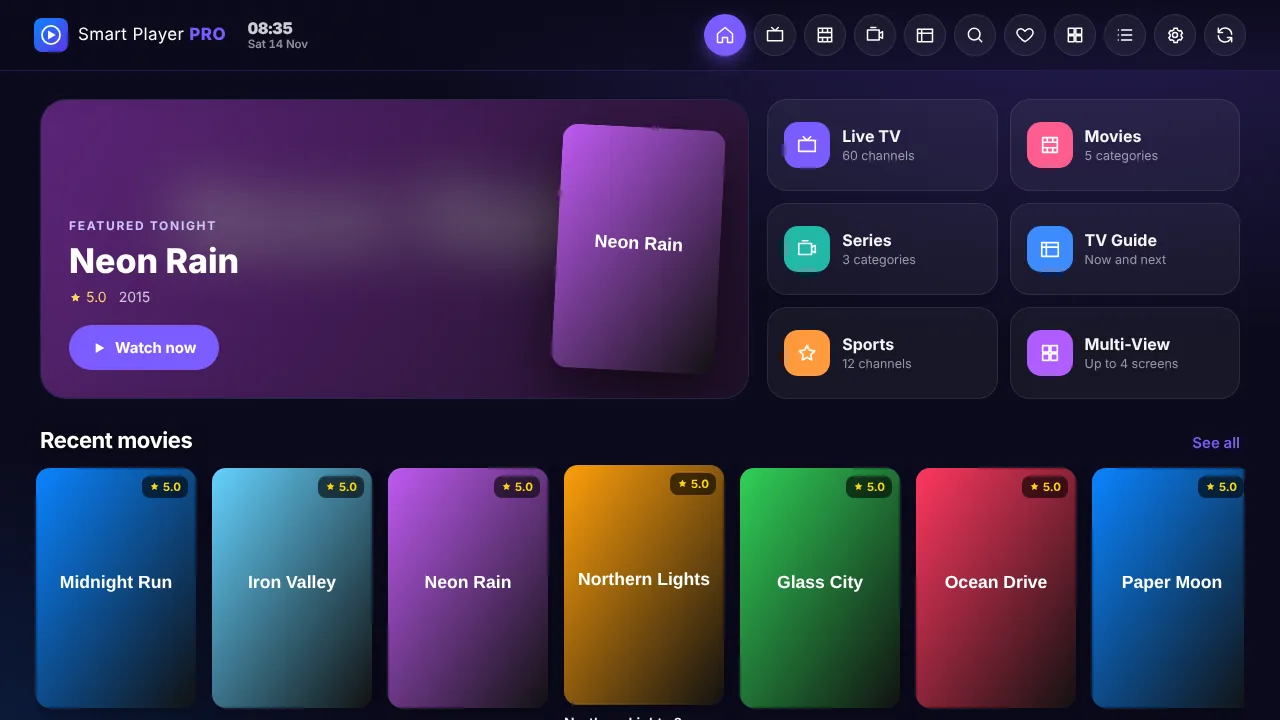 Smart Player PRO
08:35
Sat 14 Nov
FEATURED TONIGHT
Neon Rain
5.0 2015
Watch now
Neon Rain
Live TV
60 channels
Movies
5 categories
Series
3 categories
TV Guide
Now and next
Sports
12 channels
Multi-View
Up to 4 screens
Recent movies
See all
5.0
Midnight Run
5.0
Iron Valley
5.0
Neon Rain
5.0
Northern Lights
5.0
Glass City
5.0
Ocean Drive
5.0
Paper Moon